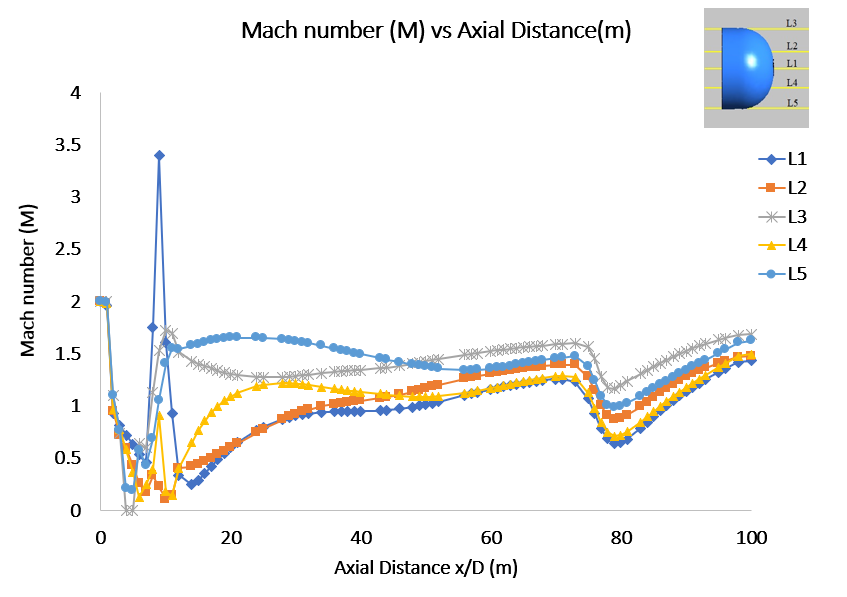 Mach number (M) vs Axial Distance(m)
L3
L2
L1
L4
L5
4
3.5
3
2.5
2
1.5
1
0.5
0
Mach number (M)
0 20 40 60 80 100
Axial Distance x/D (m)
L1
L2
L3
L4
L5